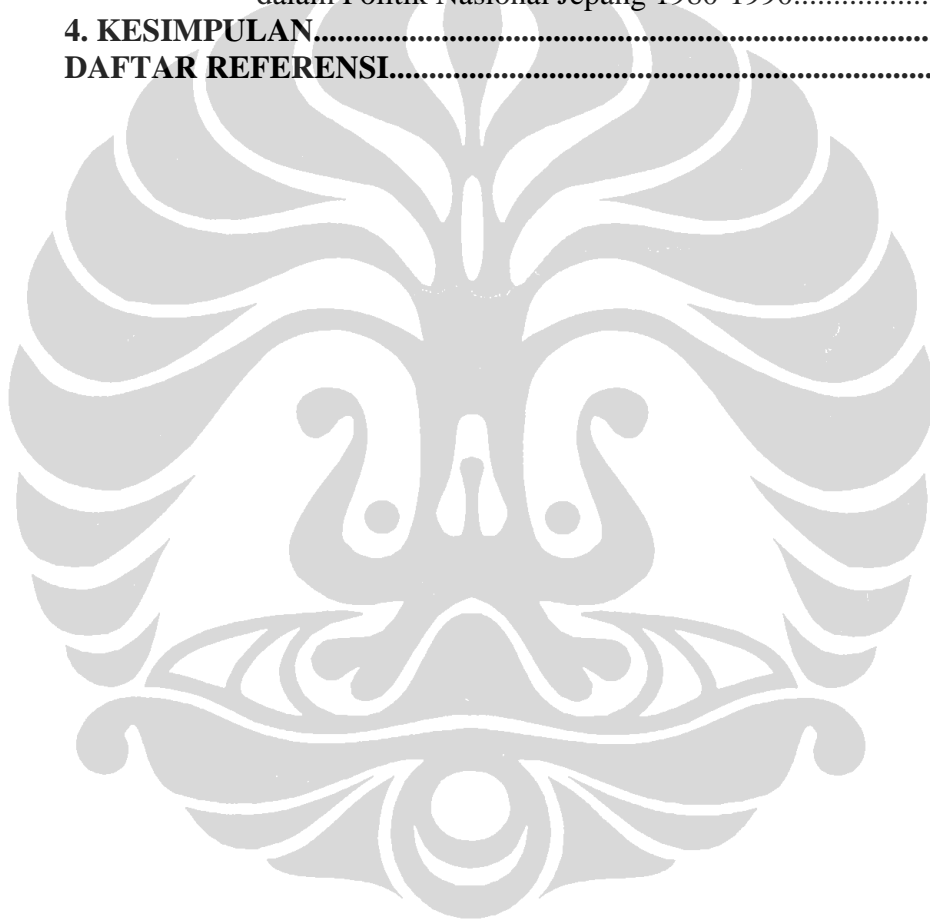 dalam Politik Nasional Jepang 1980-1990....................
4. KESIMPULAN...............................................................................
DAFTAR REFERENSI.....................................................................